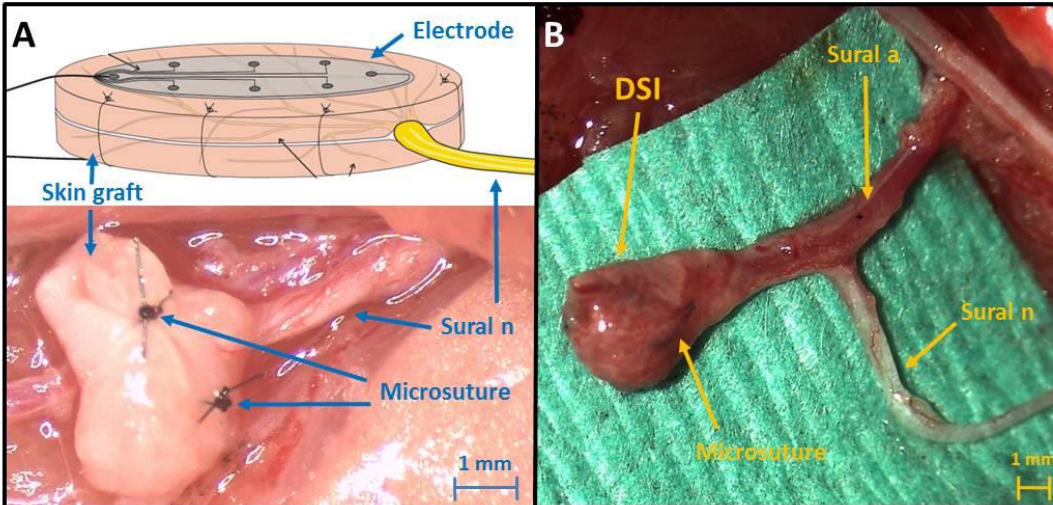 A
Electrode
Skin graft
Sural n
Microsuture
1 mm
B
Sural a
DSI
Sural n
Microsuture
1 mm